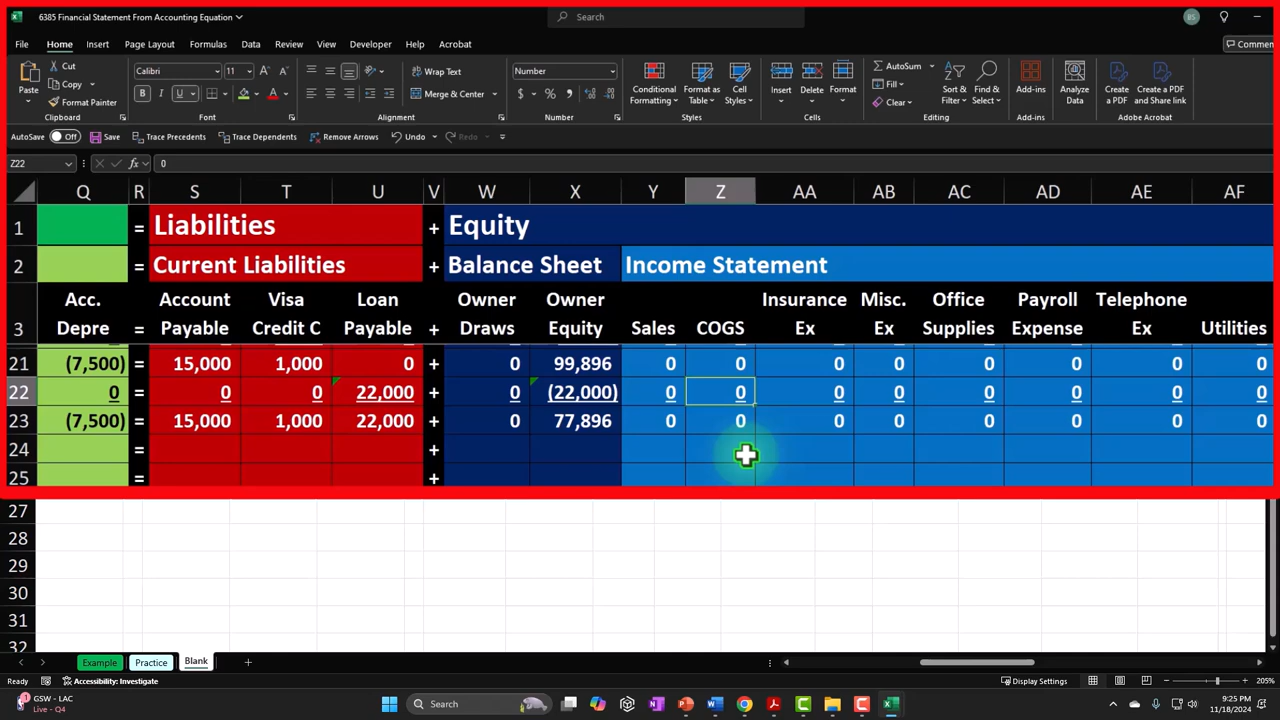 6385 Financial Statement From Accounting Equation
Search
BS
File Home Insert Page Layout Formulas Data Review View Developer Help Acrobat
Commen
Paste
Cut
Copy
Format Painter
Clipboard
Calibri 11
B I U
Font
Wrap Text
Merge & Center
Alignment
Number
$ % ,
Number
Conditional Formatting
Format as Table
Cell Styles
Styles
Insert
Delete
Format
Cells
AutoSum
Fill
Clear
Sort & Filter
Find & Select
Editing
Add-ins
Add-ins
Analyze Data
Create a PDF
Create a PDF and Share link
Adobe Acrobat
AutoSave Off Save Trace Precedents Trace Dependents Remove Arrows Undo Redo
Z22 fx 0
Q R S T U V W X Y Z AA AB AC AD AE AF
1 = Liabilities + Equity
2 = Current Liabilities + Balance Sheet Income Statement
Acc. Account Visa Loan Owner Owner Insurance Misc. Office Payroll Telephone
3 Depre = Payable Credit C Payable + Draws Equity Sales COGS Ex Ex Supplies Expense Ex Utilities
21 (7,500) = 15,000 1,000 0 + 0 99,896 0 0 0 0 0 0 0 0
22 0 = 0 0 22,000 + 0 (22,000) 0 0 0 0 0 0 0 0
23 (7,500) = 15,000 1,000 22,000 + 0 77,896 0 0 0 0 0 0 0 0
24 = +
25 = +
27
28
29
30
31
32
Example Practice Blank
Ready Accessibility: Investigate Display Settings 205%
GSW - LAC
Live - Q4
Search
9:25 PM
11/18/2024